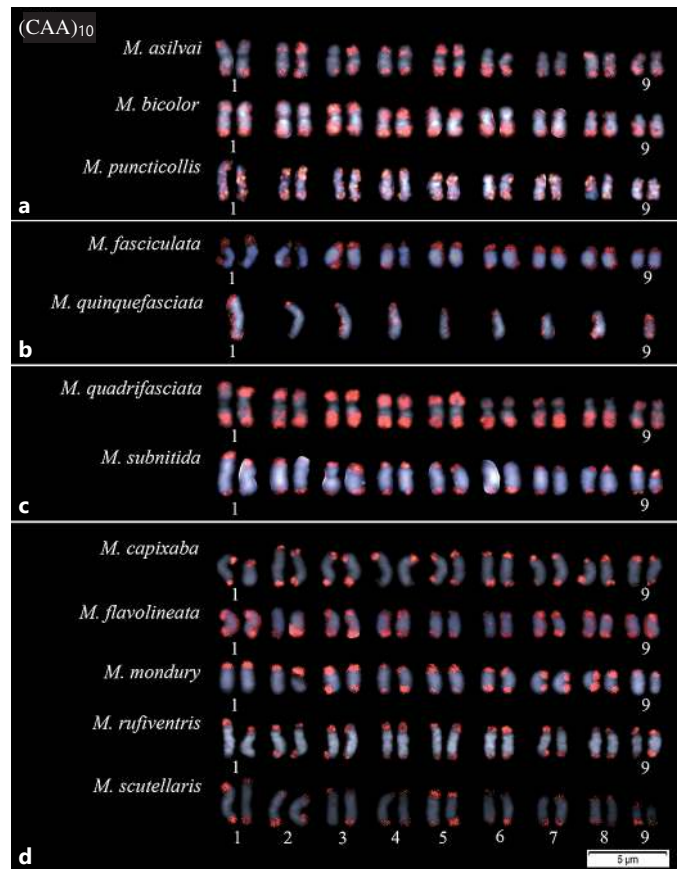 (CAA)₁₀
M. asilvai
1 9
M. bicolor
1 9
M. puncticollis
a 1 9
M. fasciculata
1 9
M. quinquefasciata
b 1 9
M. quadrifasciata
1 9
M. subnitida
c 1 9
M. capixaba
1 9
M. flavolineata
1 9
M. mondury
1 9
M. rufiventris
1 9
M. scutellaris
1 2 3 4 5 6 7 8 9
d 5 µm